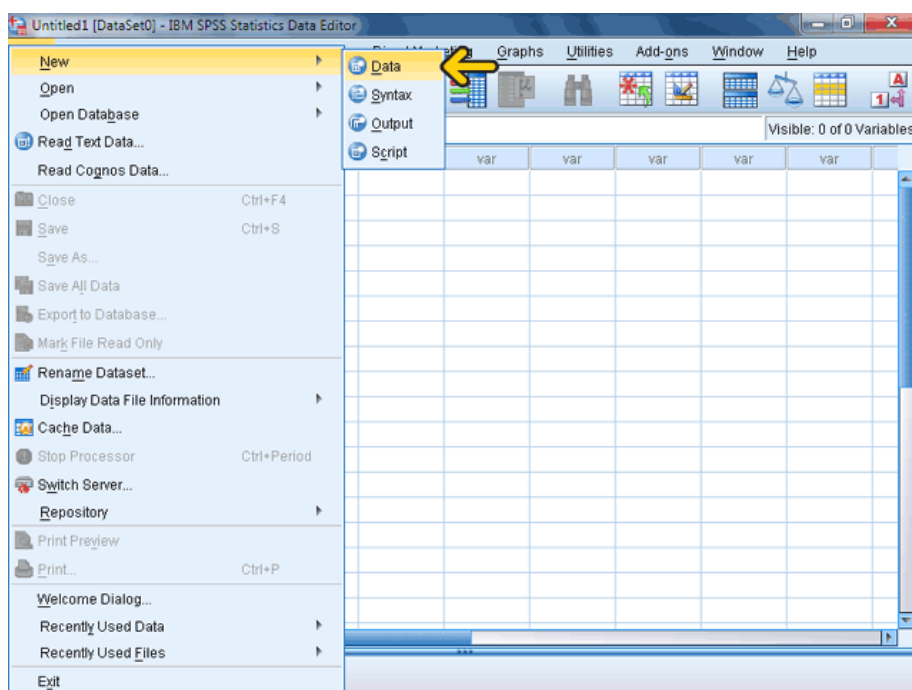 Untitled1 [DataSet0] - IBM SPSS Statistics Data Editor
Graphs Utilities Add-ons Window Help
New
Open
Open Database
Read Text Data...
Read Cognos Data...
Close Ctrl+F4
Save Ctrl+S
Save As...
Save All Data
Export to Database...
Mark File Read Only
Rename Dataset...
Display Data File Information
Cache Data...
Stop Processor Ctrl+Period
Switch Server...
Repository
Print Preview
Print... Ctrl+P
Welcome Dialog...
Recently Used Data
Recently Used Files
Exit
Data
Syntax
Output
Script
A
1
Visible: 0 of 0 Variables
var var var var var